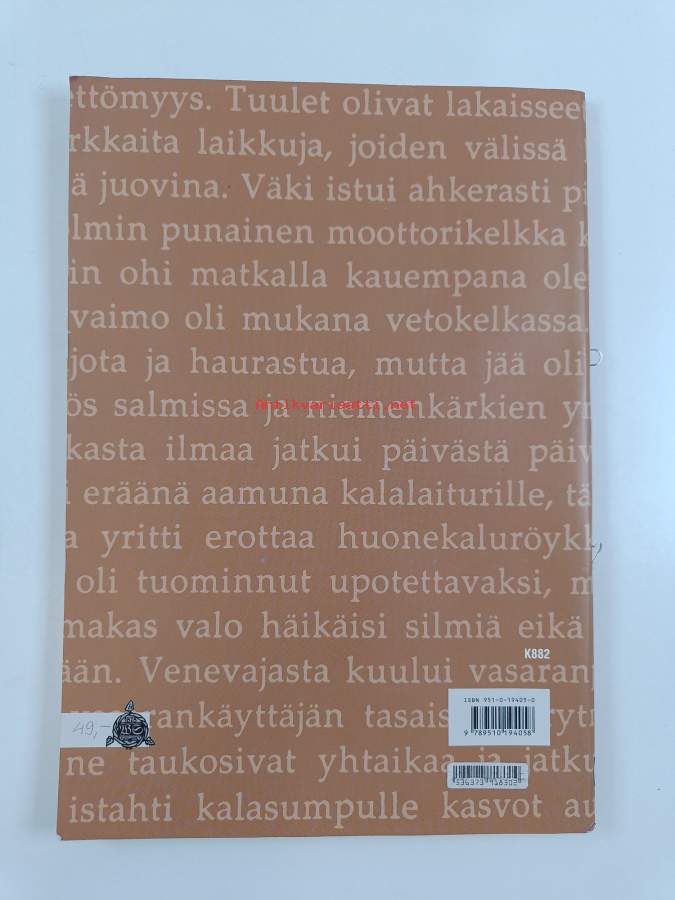 ettömyys. Tuulet olivat lakaisseet
rkkaita laikkuja, joiden välissä
ä juovina. Väki istui ahkerasti pi
lmin punainen moottorikelkka k
in ohi matkalla kauempana ole
vaimo oli mukana vetokelkassa.
jota ja haurastua, mutta jää oli
ös salmissa ja niemenkärkien ym
Antikvariaatti.net
kasta ilmaa jatkui päivästä päiv
i eräänä aamuna kalalaiturille, tä
a yritti erottaa huonekaluröykk
oli tuominnut upotettavaksi, m
makas valo häikäisi silmiä eikä
K882
ään. Venevajasta kuului vasaran
ISBN 951-0-19405-0
49,-
rankäyttäjän tasais ryt
9 789510 194058
ne taukosivat yhtaikaa ja jatku
istahti kalasumpulle kasvot au